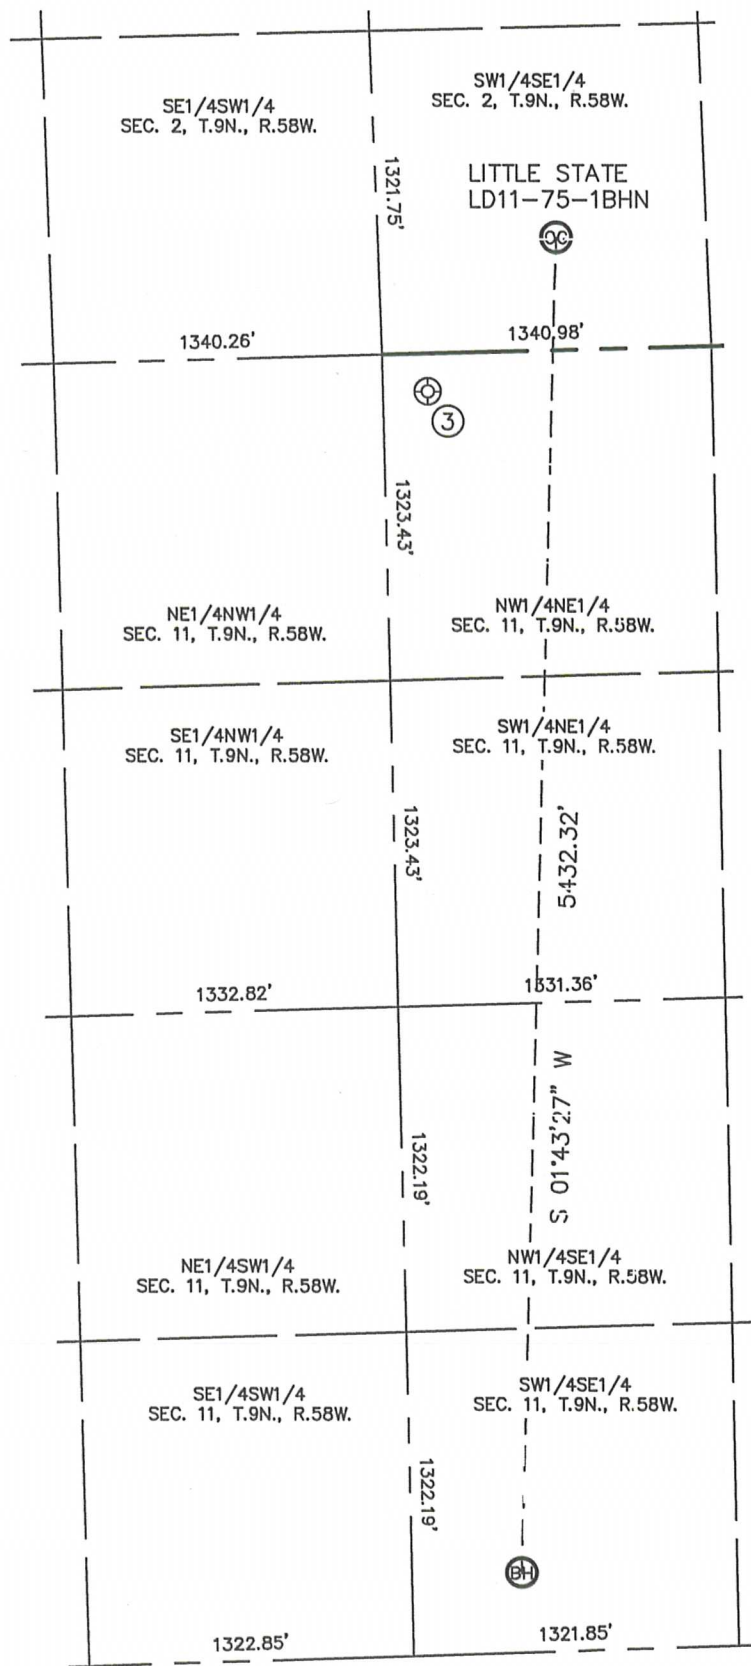 SE1/4SW1/4
SEC. 2, T.9N., R.58W.
SW1/4SE1/4
SEC. 2, T.9N., R.58W.
1321.75'
LITTLE STATE
LD11-75-1BHN
1340.26'
1340.98'
3
1323.43'
NE1/4NW1/4
SEC. 11, T.9N., R.58W.
NW1/4NE1/4
SEC. 11, T.9N., R.58W.
SE1/4NW1/4
SEC. 11, T.9N., R.58W.
SW1/4NE1/4
SEC. 11, T.9N., R.58W.
1323.43'
5432.32'
1332.82'
1331.36'
S 01°43'27" W
1322.19'
NE1/4SW1/4
SEC. 11, T.9N., R.58W.
NW1/4SE1/4
SEC. 11, T.9N., R.58W.
SE1/4SW1/4
SEC. 11, T.9N., R.58W.
SW1/4SE1/4
SEC. 11, T.9N., R.58W.
1322.19'
BH
1322.85'
1321.85'